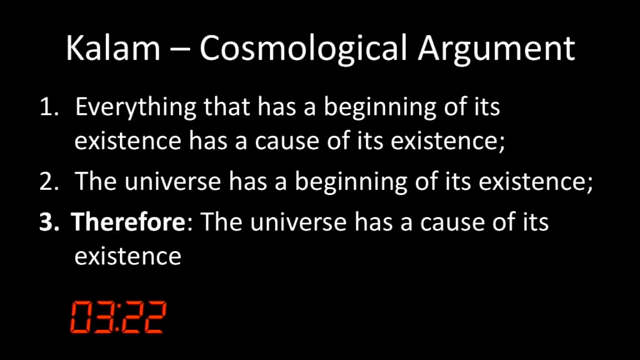 Kalam – Cosmological Argument
1. Everything that has a beginning of its
existence has a cause of its existence;
2. The universe has a beginning of its existence;
3. Therefore: The universe has a cause of its
existence
03:22